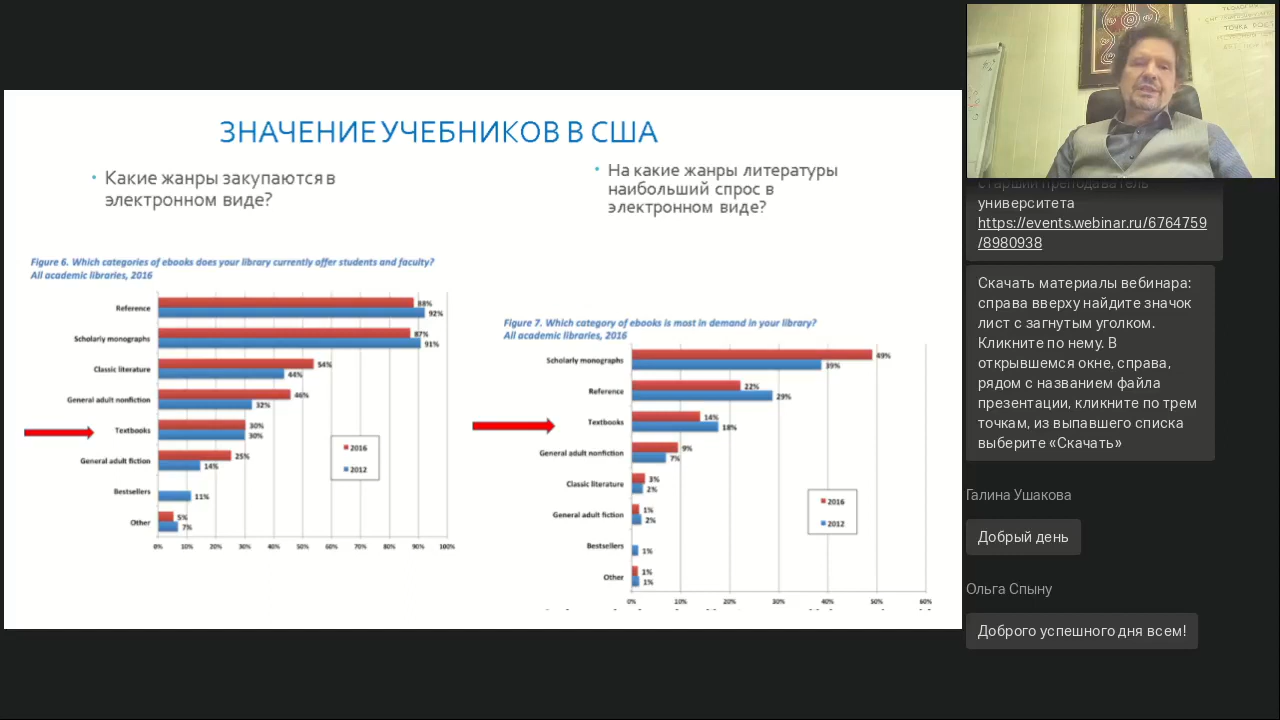 ЗНАЧЕНИЕ УЧЕБНИКОВ В США
• Какие жанры закупаются в
электронном виде?
Figure 6. Which categories of ebooks does your library currently offer students and faculty?
All academic libraries, 2016
Reference
88%
92%
Scholarly monographs
87%
91%
Classic literature
54%
44%
General adult nonfiction
46%
32%
Textbooks
30%
30%
General adult fiction
25%
14%
Bestsellers
11%
Other
5%
7%
2016
2012
0% 10% 20% 30% 40% 50% 60% 70% 80% 90% 100%
• На какие жанры литературы
наибольший спрос в
электронном виде?
Figure 7. Which category of ebooks is most in demand in your library?
All academic libraries, 2016
Scholarly monographs
49%
39%
Reference
22%
29%
Textbooks
14%
18%
General adult nonfiction
9%
7%
Classic literature
3%
2%
General adult fiction
1%
2%
Bestsellers
1%
Other
1%
1%
2016
2012
0% 10% 20% 30% 40% 50% 60%
ТОЧКА РОСТ
старший преподаватель
университета
https://events.webinar.ru/6764759
/8980938
Скачать материалы вебинара:
справа вверху найдите значок
лист с загнутым уголком.
Кликните по нему. В
открывшемся окне, справа,
рядом с названием файла
презентации, кликните по трем
точкам, из выпавшего списка
выберите «Скачать»
Галина Ушакова
Добрый день
Ольга Спыну
Доброго успешного дня всем!